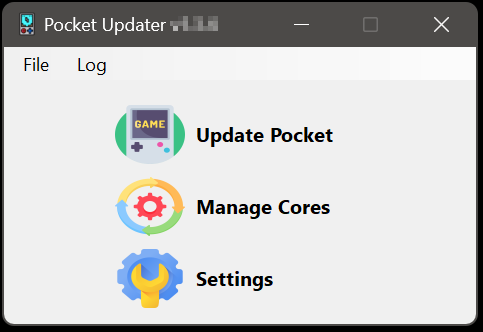 Pocket Updater
File Log
GAME
Update Pocket
Manage Cores
Settings